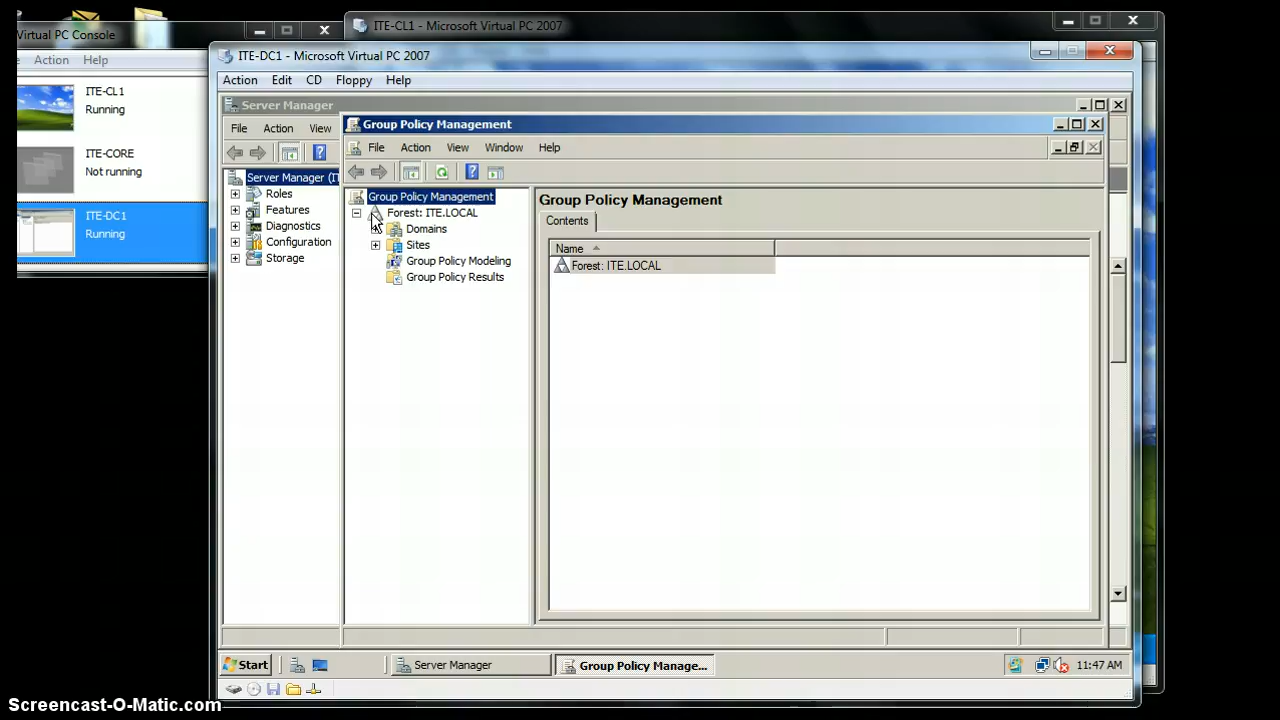 ITE-CL1 - Microsoft Virtual PC 2007
Virtual PC Console
Action Help
ITE-CL1
Running
ITE-CORE
Not running
ITE-DC1
Running
ITE-DC1 - Microsoft Virtual PC 2007
Action Edit CD Floppy Help
Server Manager
File Action View
Server Manager (IT
Roles
Features
Diagnostics
Configuration
Storage
Group Policy Management
File Action View Window Help
Group Policy Management
Forest: ITE.LOCAL
Domains
Sites
Group Policy Modeling
Group Policy Results
Group Policy Management
Contents
Name
Forest: ITE.LOCAL
Start
Server Manager
Group Policy Manage...
11:47 AM
Screencast-O-Matic.com